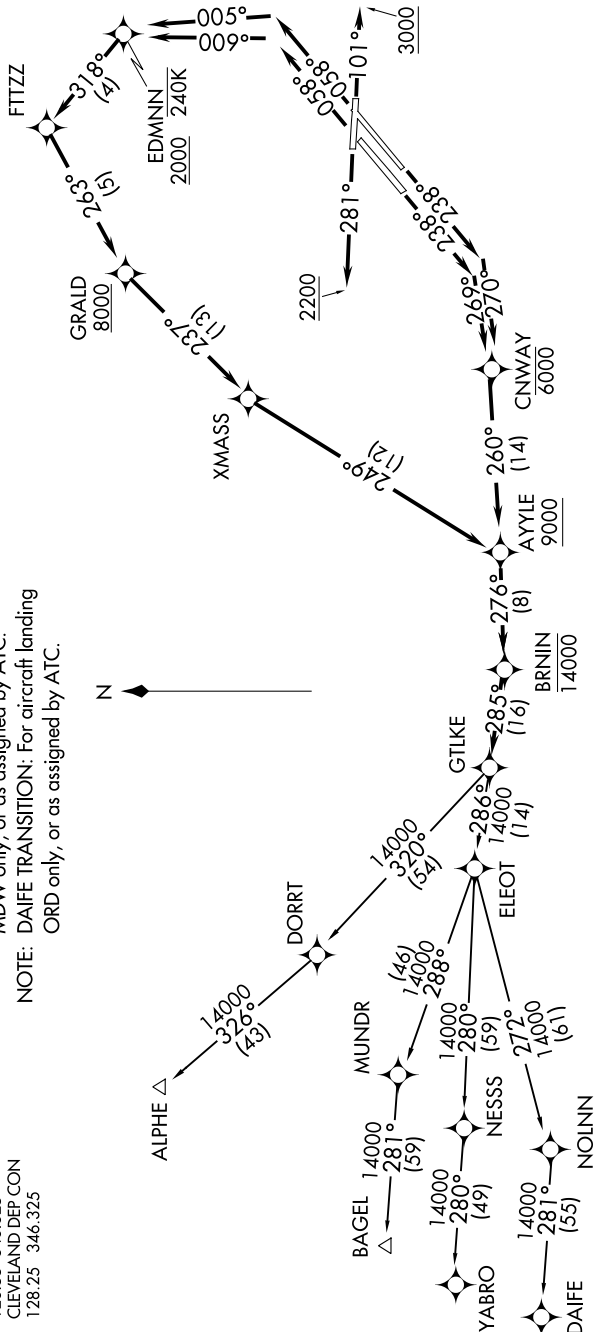 FTTZZ
318°
(4)
005°
009°
EDMNN
2000 240K
263°
(5)
058°
058°
101°
3000
GRALD
8000
281°
2200
238°
238°
237°
(13)
XMASS
269°
270°
CNWAY
6000
249°
(12)
260°
(14)
AYYLE
9000
276°
(8)
BRNIN
14000
N
285°
(16)
GTLKE
286°
14000
(14)
ELEOT
14000
320°
(54)
DORRT
14000
326°
(43)
ALPHE
(46)
14000
288°
MUNDR
14000
281°
(59)
BAGEL
14000
280°
(59)
NESSS
14000
280°
(49)
YABRO
272°
14000
(61)
NOLNN
14000
281°
(55)
DAIFE
MDW only, or as assigned by ATC.
NOTE: DAIFE TRANSITION: For aircraft landing
ORD only, or as assigned by ATC.
CLEVELAND DEP CON
128.25 346.325